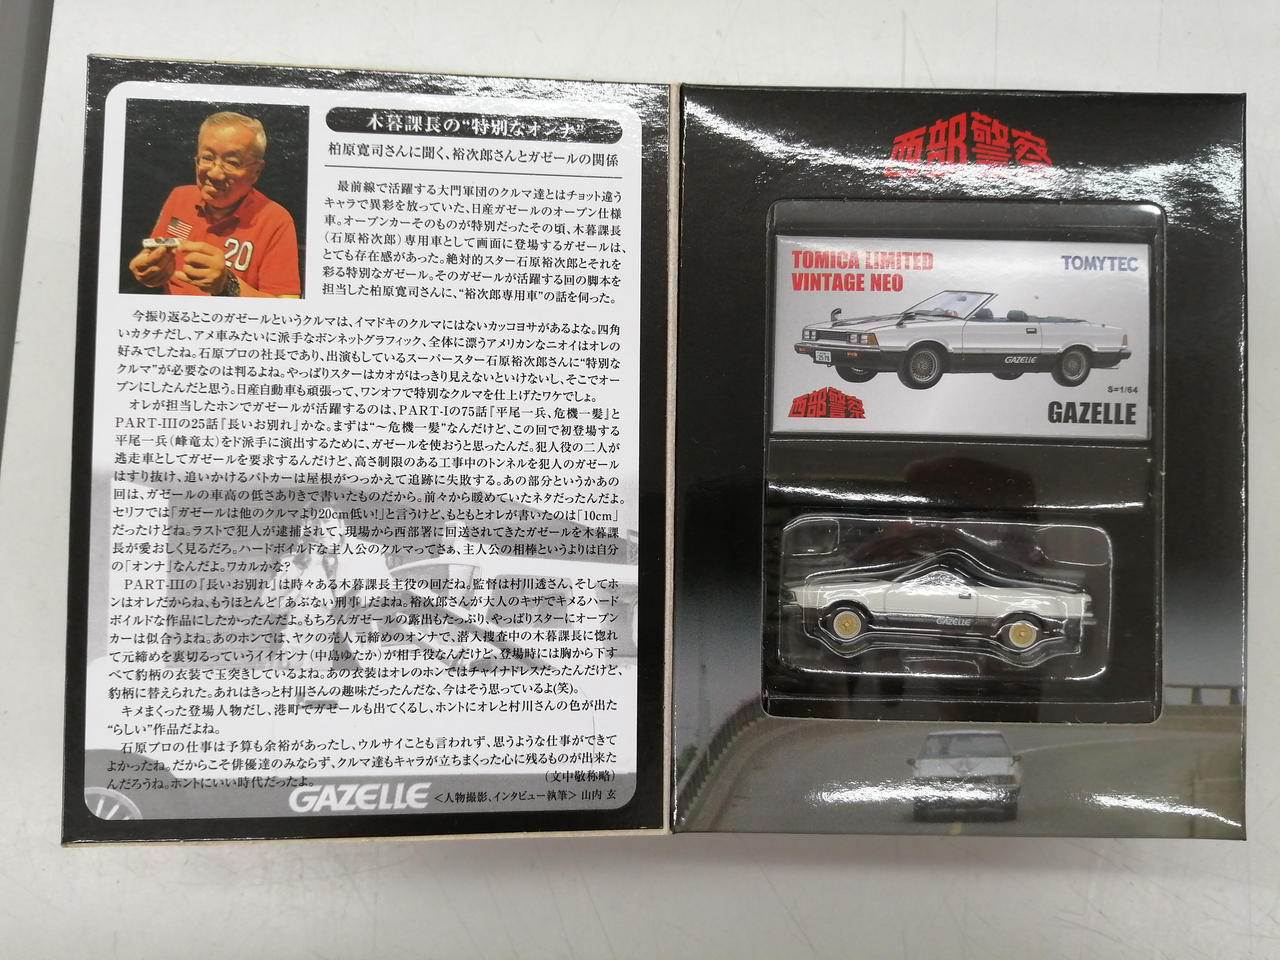 木暮課長の“特別なオンナ”
柏原寛司さんに聞く、裕次郎さんとガゼールの関係
最前線で活躍する大門軍団のクルマ達とはチョット違う
キャラで異彩を放っていた、日産ガゼールのオープン仕様
車。オープンカーそのものが特別だったその頃、木暮課長
(石原裕次郎)専用車として画面に登場するガゼールは、
とても存在感があった。絶対的スター石原裕次郎とそれを
彩る特別なガゼール。そのガゼールが活躍する回の脚本を
担当した柏原寛司さんに、“裕次郎専用車”の話を伺った。
今振り返るとこのガゼールというクルマは、イマドキのクルマにはないカッコヨサがあるよな。四角
いカタチだし、アメ車みたいに派手なボンネットグラフィック、全体に漂うアメリカンなニオイはオレの
好みでしたね。石原プロの社長であり、出演もしているスーパースター石原裕次郎さんに“特別な
クルマ”が必要なのは判るよね。やっぱりスターはカオがはっきり見えないといけないし、そこでオー
プンにしたんだと思う。日産自動車も頑張って、ワンオフで特別なクルマを仕上げたワケでしょ。
オレが担当したホンでガゼールが活躍するのは、PART-Iの75話『平尾一兵、危機一髪』と
PART-IIIの25話『長いお別れ』かな。まずは“～危機一髪”なんだけど、この回で初登場する
平尾一兵(峰竜太)をド派手に演出するために、ガゼールを使おうと思ったんだ。犯人役の二人が
逃走車としてガゼールを要求するんだけど、高さ制限のある工事中のトンネルを犯人のガゼール
はすり抜け、追いかけるパトカーは屋根がつっかえて追跡に失敗する。あの部分というかあの
回は、ガゼールの車高の低さありきで書いたものだから。前々から暖めていたネタだったんだよ。
セリフでは「ガゼールは他のクルマより20cm低い!」と言うけど、もともとオレが書いたのは「10cm」
だったけどね。ラストで犯人が逮捕されて、現場から西部署に回送されてきたガゼールを木暮課
長が愛おしく見るだろ。ハードボイルドな主人公のクルマってさぁ、主人公の相棒というよりは自分
の「オンナ」なんだよ。ワカルかな?
PART-IIIの『長いお別れ』は時々ある木暮課長主役の回だね。監督は村川透さん、そしてホ
ンはオレだからね、もうほとんど『あぶない刑事』だよね。裕次郎さんが大人のキザでキメるハード
ボイルドな作品にしたかったんだよ。もちろんガゼールの露出もたっぷり、やっぱりスターにオープン
カーは似合うよね。あのホンでは、ヤクの売人元締めのオンナで、潜入捜査中の木暮課長に惚れ
て元締めを裏切るっていうイイオンナ(中島ゆたか)が相手役なんだけど、登場時には胸から下す
べて豹柄の衣装で玉突きしているよね。あの衣装はオレのホンではチャイナドレスだったんだけど、
豹柄に替えられた。あれはきっと村川さんの趣味だったんだな、今はそう思っているよ(笑)。
キメまくった登場人物だし、港町でガゼールも出てくるし、ホントにオレと村川さんの色が出た
“らしい”作品だよね。
石原プロの仕事は予算も余裕があったし、ウルサイことも言われず、思うような仕事ができて
よかったね。だからこそ俳優達のみならず、クルマ達もキャラが立ちまくった心に残るものが出来た
んだろうね。ホントにいい時代だったよ。
(文中敬称略)
GAZELLE
<人物撮影、インタビュー執筆> 山内 玄
20
西部警察
TOMICA LIMITED
VINTAGE NEO
TOMYTEC
GAZELLE
西部警察
S=1/64
GAZELLE
GAZELLE